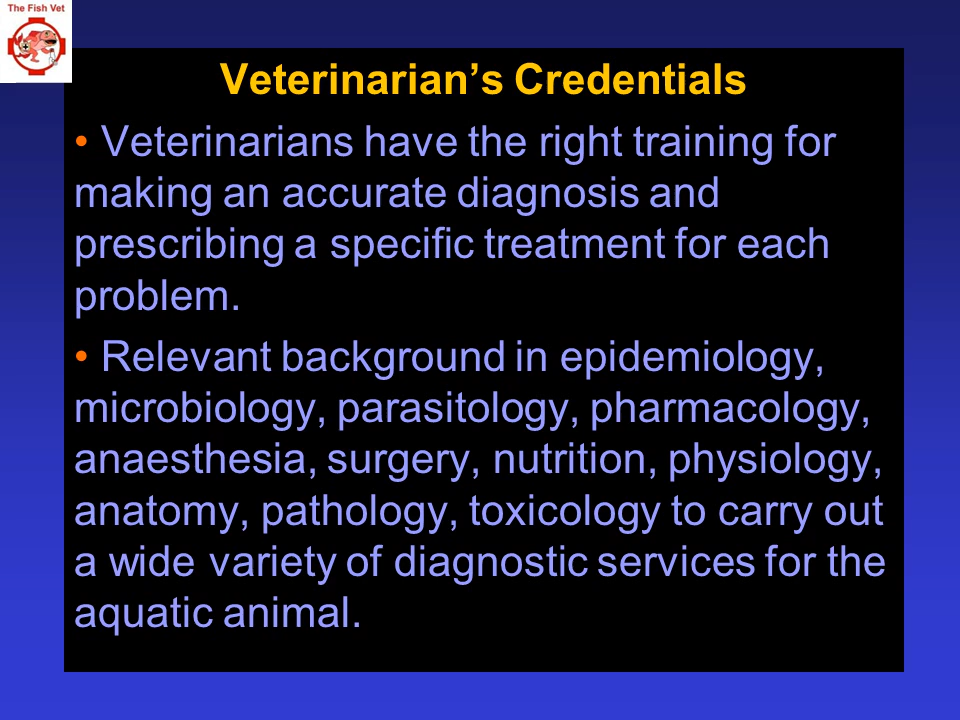 The Fish Vet
Veterinarian’s Credentials
• Veterinarians have the right training for
making an accurate diagnosis and
prescribing a specific treatment for each
problem.
• Relevant background in epidemiology,
microbiology, parasitology, pharmacology,
anaesthesia, surgery, nutrition, physiology,
anatomy, pathology, toxicology to carry out
a wide variety of diagnostic services for the
aquatic animal.